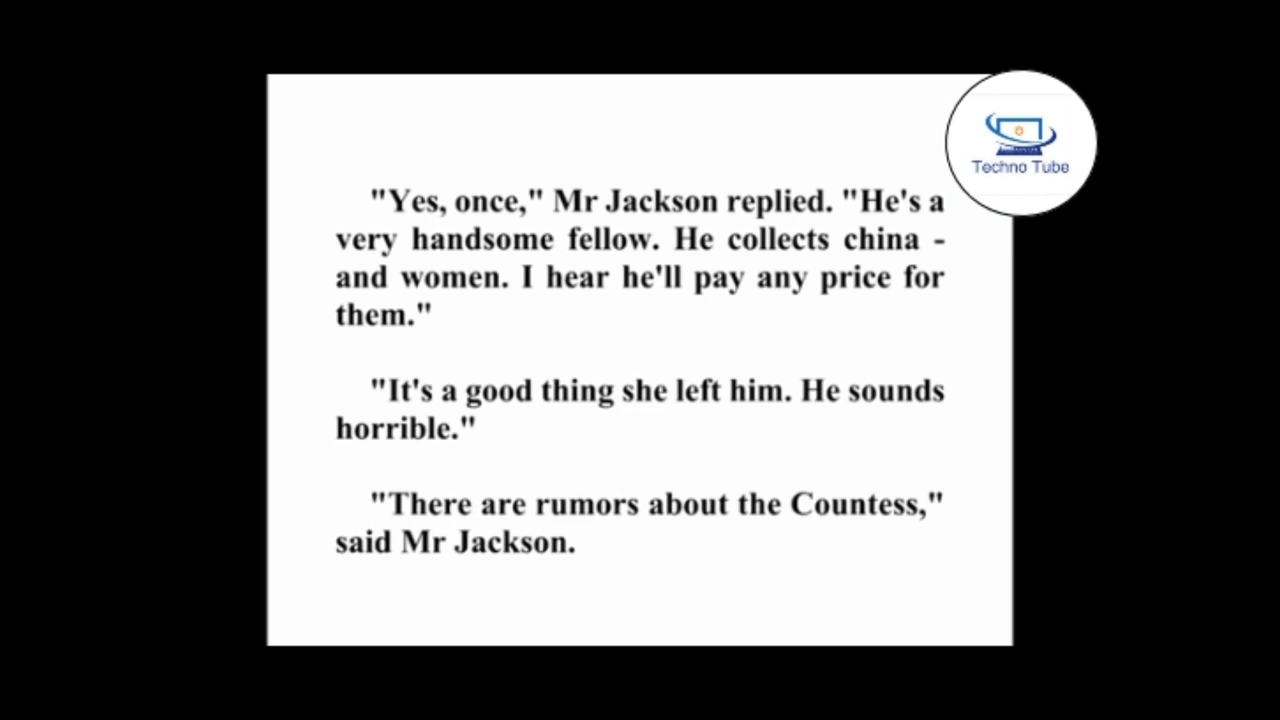 Techno Tube
"Yes, once," Mr Jackson replied. "He's a
very handsome fellow. He collects china -
and women. I hear he'll pay any price for
them."
"It's a good thing she left him. He sounds
horrible."
"There are rumors about the Countess,"
said Mr Jackson.